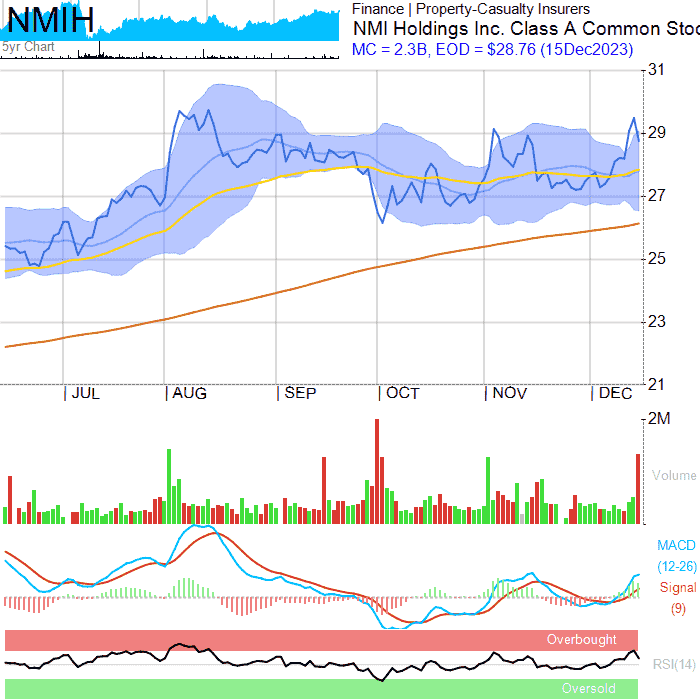 NMIH
5yr Chart
Finance | Property-Casualty Insurers
NMI Holdings Inc. Class A Common Stoc
MC = 2.3B, EOD = $28.76 (15Dec2023)
31
29
27
25
23
21
| JUL | AUG | SEP | OCT | NOV | DEC
2M
Volume
MACD
(12-26)
Signal
(9)
Overbought
RSI(14)
Oversold